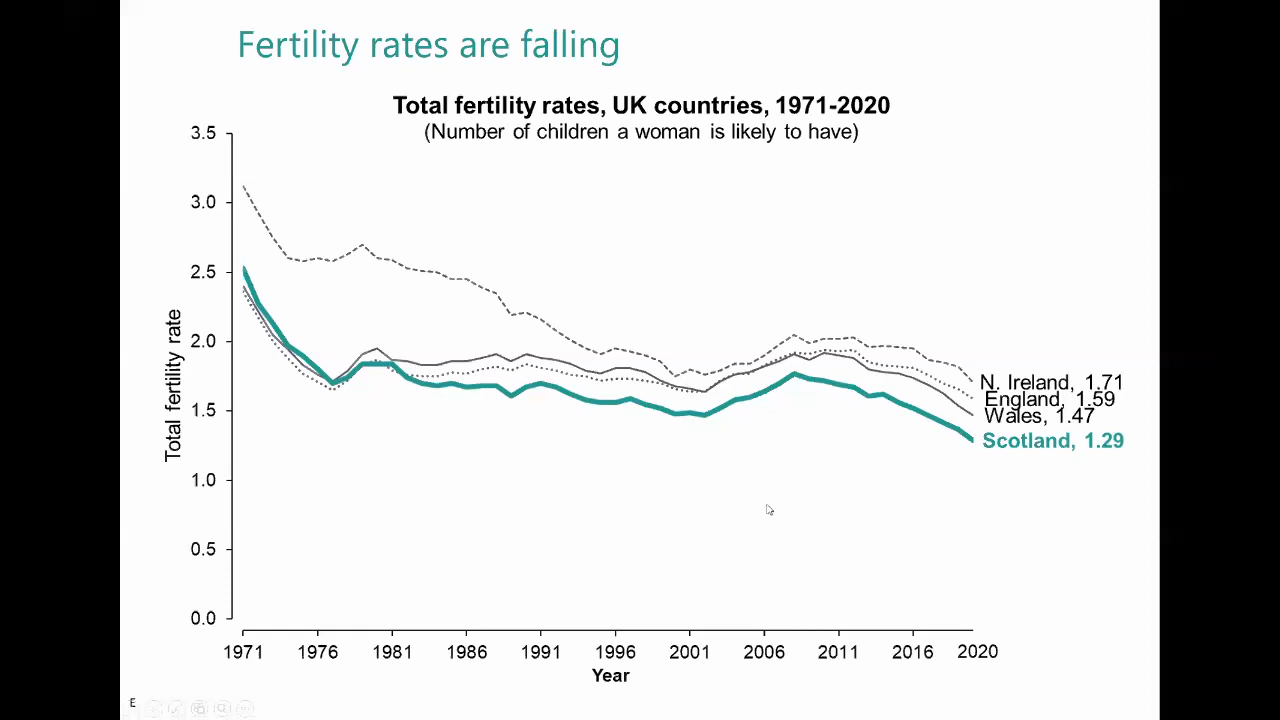 Fertility rates are falling
Total fertility rates, UK countries, 1971-2020
(Number of children a woman is likely to have)
Total fertility rate
3.5
3.0
2.5
2.0
1.5
1.0
0.5
0.0
N. Ireland, 1.71
England, 1.59
Wales, 1.47
Scotland, 1.29
1971 1976 1981 1986 1991 1996 2001 2006 2011 2016 2020
Year
E